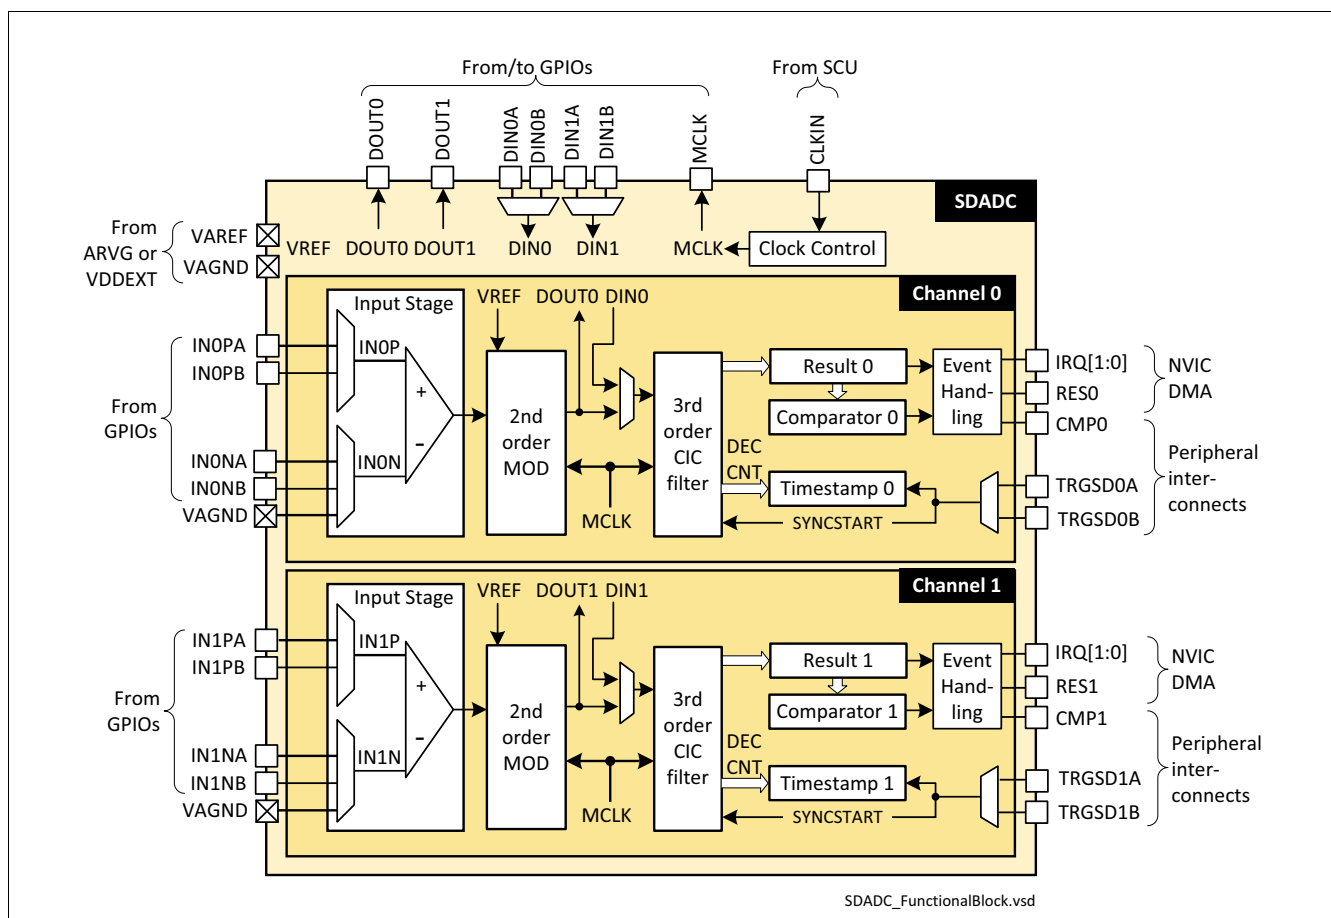 From/to GPIOs
From SCU
DOUT0
DOUT1
DIN0A
DIN0B
DIN1A
DIN1B
MCLK
CLKIN
SDADC
From
ARVG or
VDDEXT
VAREF
VAGND
VREF
DOUT0
DOUT1
DIN0
DIN1
MCLK
Clock Control
Channel 0
Input Stage
VREF
DOUT0
DIN0
From
GPIOs
IN0PA
IN0PB
IN0NA
IN0NB
VAGND
IN0P
IN0N
+
-
2nd
order
MOD
MCLK
3rd
order
CIC
filter
DEC
CNT
Result 0
Comparator 0
Timestamp 0
SYNCSTART
Event
Hand-
ling
IRQ[1:0]
RES0
CMP0
TRGSD0A
TRGSD0B
NVIC
DMA
Peripheral
inter-
connects
Channel 1
Input Stage
VREF
DOUT1
DIN1
From
GPIOs
IN1PA
IN1PB
IN1NA
IN1NB
VAGND
IN1P
IN1N
+
-
2nd
order
MOD
MCLK
3rd
order
CIC
filter
DEC
CNT
Result 1
Comparator 1
Timestamp 1
SYNCSTART
Event
Hand-
ling
IRQ[1:0]
RES1
CMP1
TRGSD1A
TRGSD1B
NVIC
DMA
Peripheral
inter-
connects
SDADC_FunctionalBlock.vsd